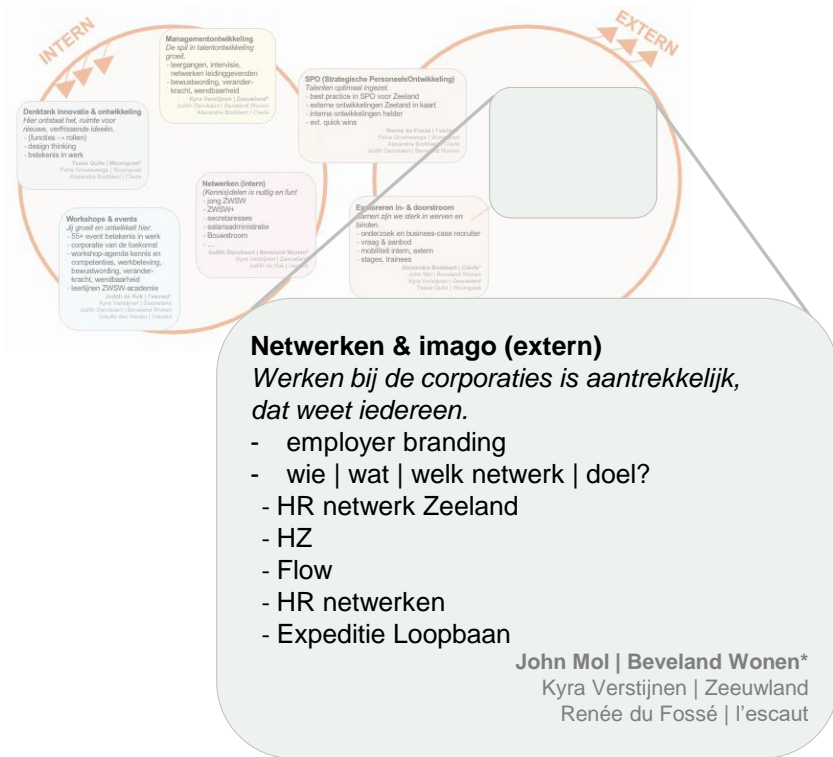 INTERN
EXTERN
Managementontwikkeling
De spil in talentontwikkeling
groeit.
- leergangen, intervisie,
netwerken leidinggevenden
- bewustwording, verander-
kracht, wendbaarheid
Kyra Verstijnen | Zeeuwland*
Judith Danckaert | Beveland Wonen
Alexandra Boddaert | Clavis
SPO (Strategische PersoneelsOntwikkeling)
Talenten optimaal ingezet.
- best practice in SPO voor Zeeland
- externe ontwikkelingen Zeeland in kaart
- interne ontwikkelingen helder
- evt. quick wins
Renée du Fossé | l'escaut*
Petra Groenewege | Woongoed
Alexandra Boddaert | Clavis
Judith Danckaert | Beveland Wonen
Denktank innovatie & ontwikkeling
Hier ontstaat het, ruimte voor
nieuwe, verfrissende ideeën.
- (functies → rollen)
- design thinking
- betekenis in werk
Tessa Quite | Woongoed*
Petra Groenewege | Woongoed
Alexandra Boddaert | Clavis
Netwerken (intern)
(Kennis)delen is nuttig en fun!
- jong ZWSW
- ZWSW+
- secretaresses
- salarisadministratie
- Bouwstroom
- …
Judith Danckaert | Beveland Wonen*
Kyra Verstijnen | Zeeuwland
Judith de Kok | l'escaut
Exploreren in- & doorstroom
Samen zijn we sterk in werven en
binden.
- onderzoek en business-case recruiter
- vraag & aanbod
- mobiliteit intern, extern
- stages, trainees
Alexandra Boddaert | Clavis*
John Mol | Beveland Wonen
Kyra Verstijnen | Zeeuwland
Tessa Quite | Woongoed
Workshops & events
Jij groeit en ontwikkelt hier.
- 55+ event betekenis in werk
- corporatie van de toekomst
- workshop-agenda kennis en
competenties, werkbeleving,
bewustwording, verander-
kracht, wendbaarheid
- leerlijnen ZWSW-academie
Judith de Kok | l'escaut*
Kyra Verstijnen | Zeeuwland
Judith Danckaert | Beveland Wonen
Ursula den Harder | l'escaut
Netwerken & imago (extern)
Werken bij de corporaties is aantrekkelijk,
dat weet iedereen.
- employer branding
- wie | wat | welk netwerk | doel?
- HR netwerk Zeeland
- HZ
- Flow
- HR netwerken
- Expeditie Loopbaan
John Mol | Beveland Wonen*
Kyra Verstijnen | Zeeuwland
Renée du Fossé | l'escaut